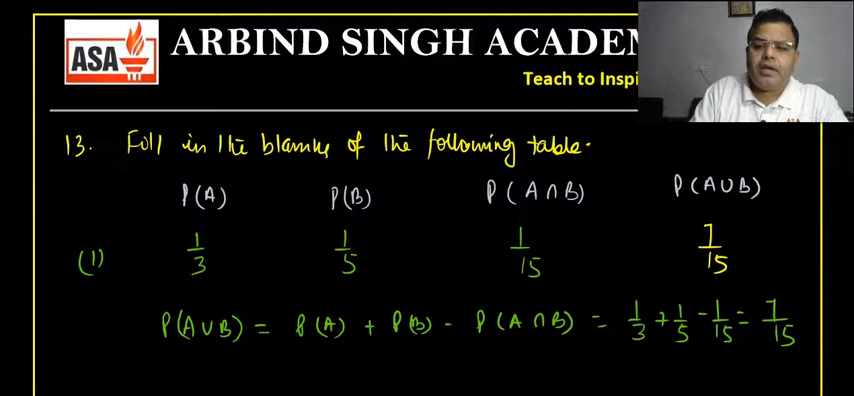 ASA
ARBIND SINGH ACADEM
Teach to Inspi
13. Fill in the blanks of the following table.
P(A) P(B) P(A∩B) P(A∪B)
(1) 1/3 1/5 1/15 7/15
P(A∪B) = P(A) + P(B) - P(A∩B) = 1/3 + 1/5 - 1/15 = 7/15